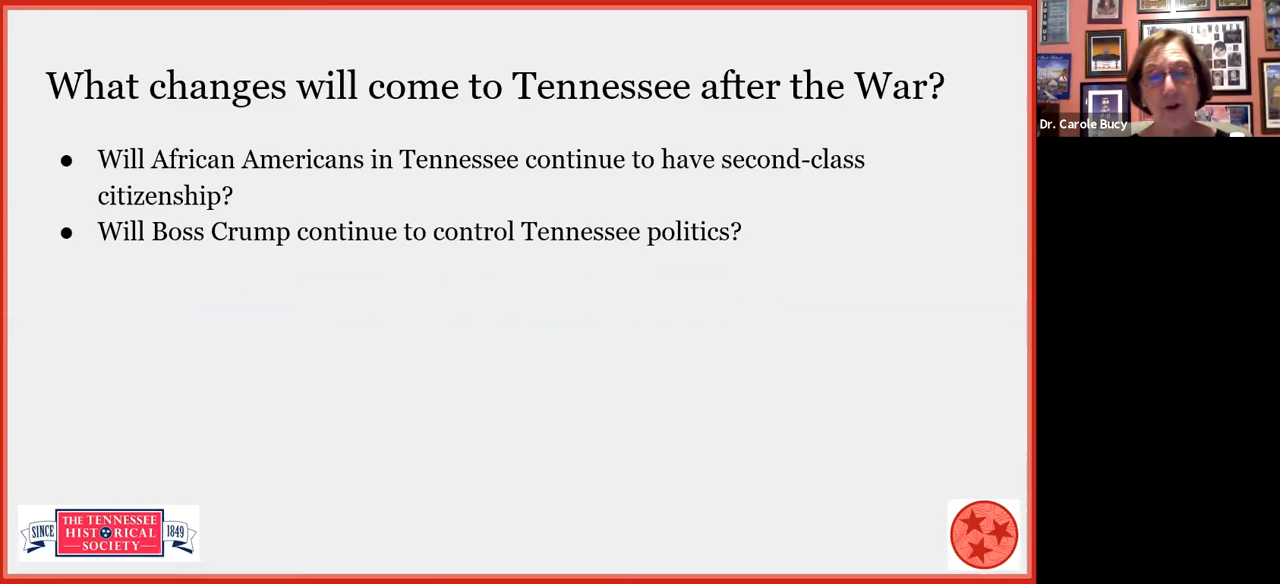 What changes will come to Tennessee after the War?
● Will African Americans in Tennessee continue to have second-class
citizenship?
● Will Boss Crump continue to control Tennessee politics?
Dr. Carole Bucy
SINCE
THE TENNESSEE
HISTORICAL
SOCIETY
1849